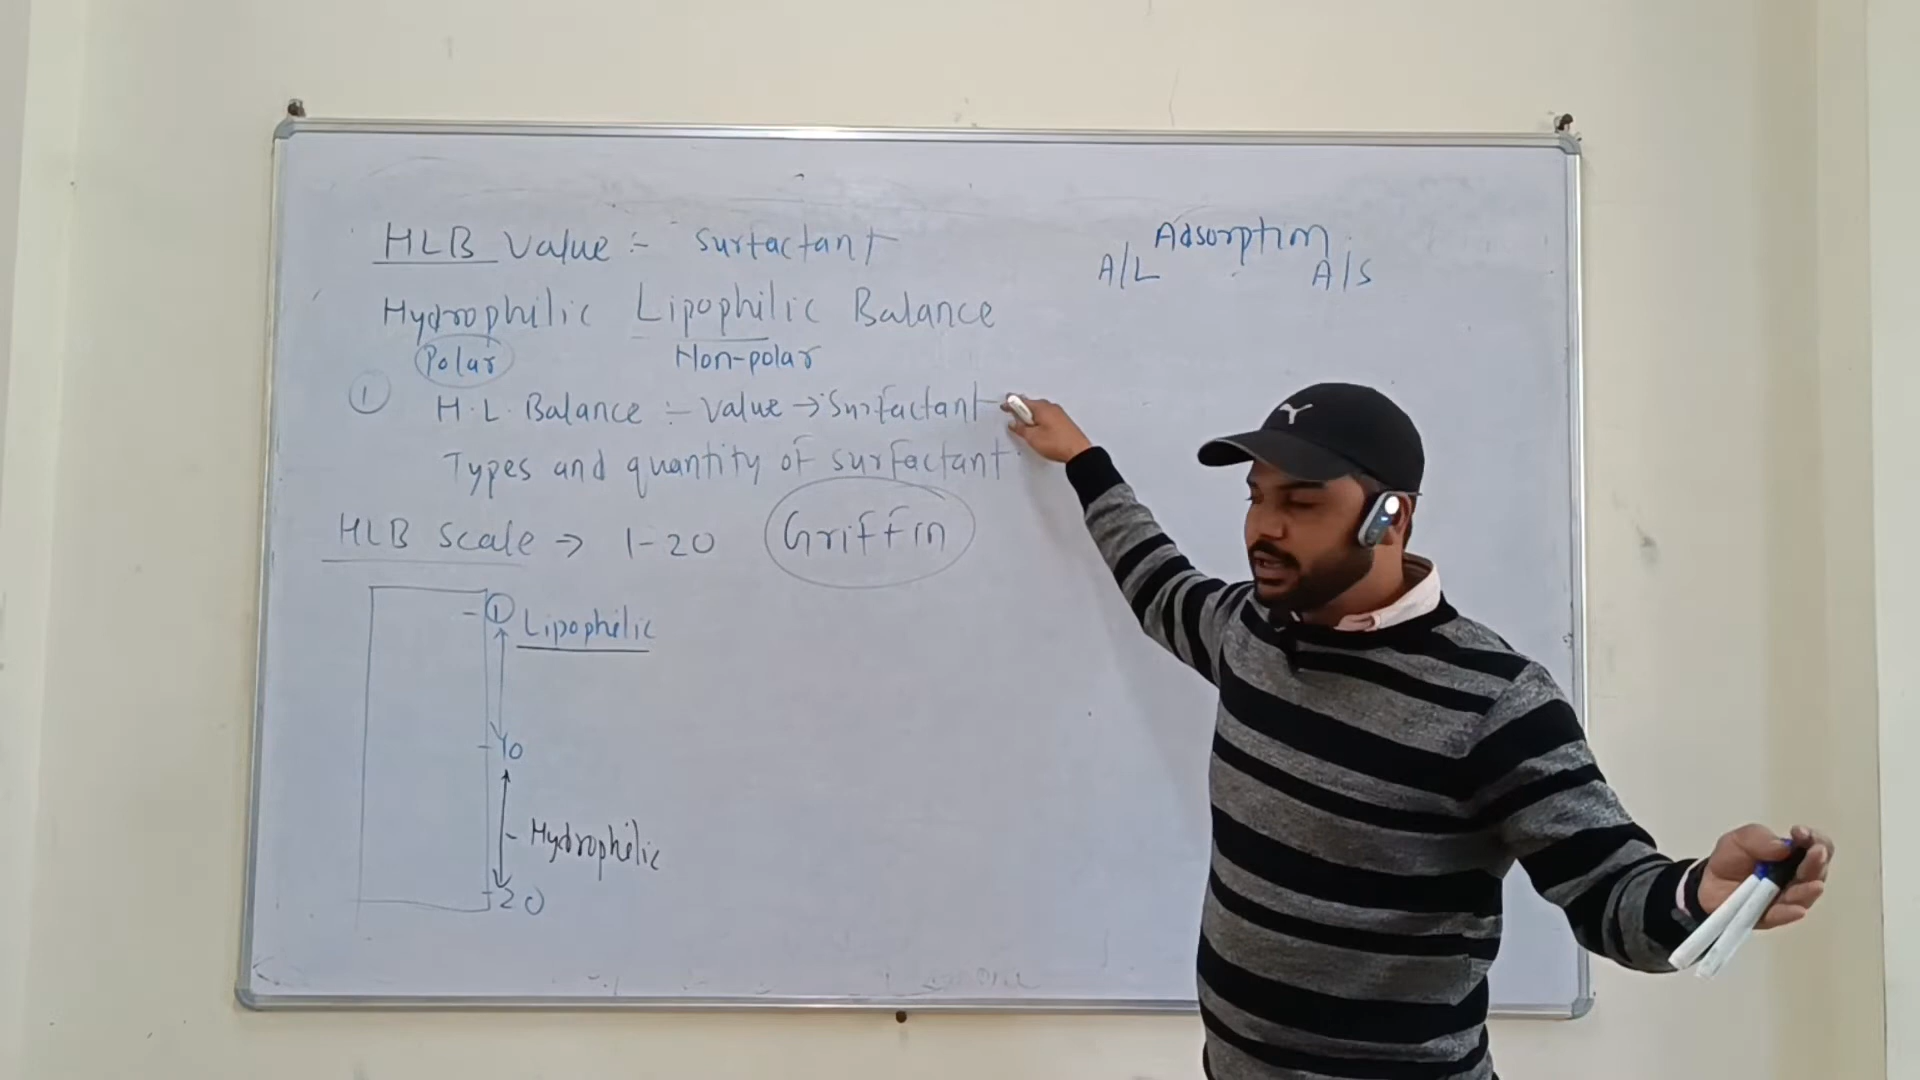 HLB Value :- Surfactant
Hydrophilic Lipophilic Balance
Polar Non-polar
① H.L. Balance :- Value → Surfactant
Types and quantity of surfactant
HLB Scale → 1-20 Griffin
① Lipophilic
10
- Hydrophilic
20
Adsorption
A/L A/S